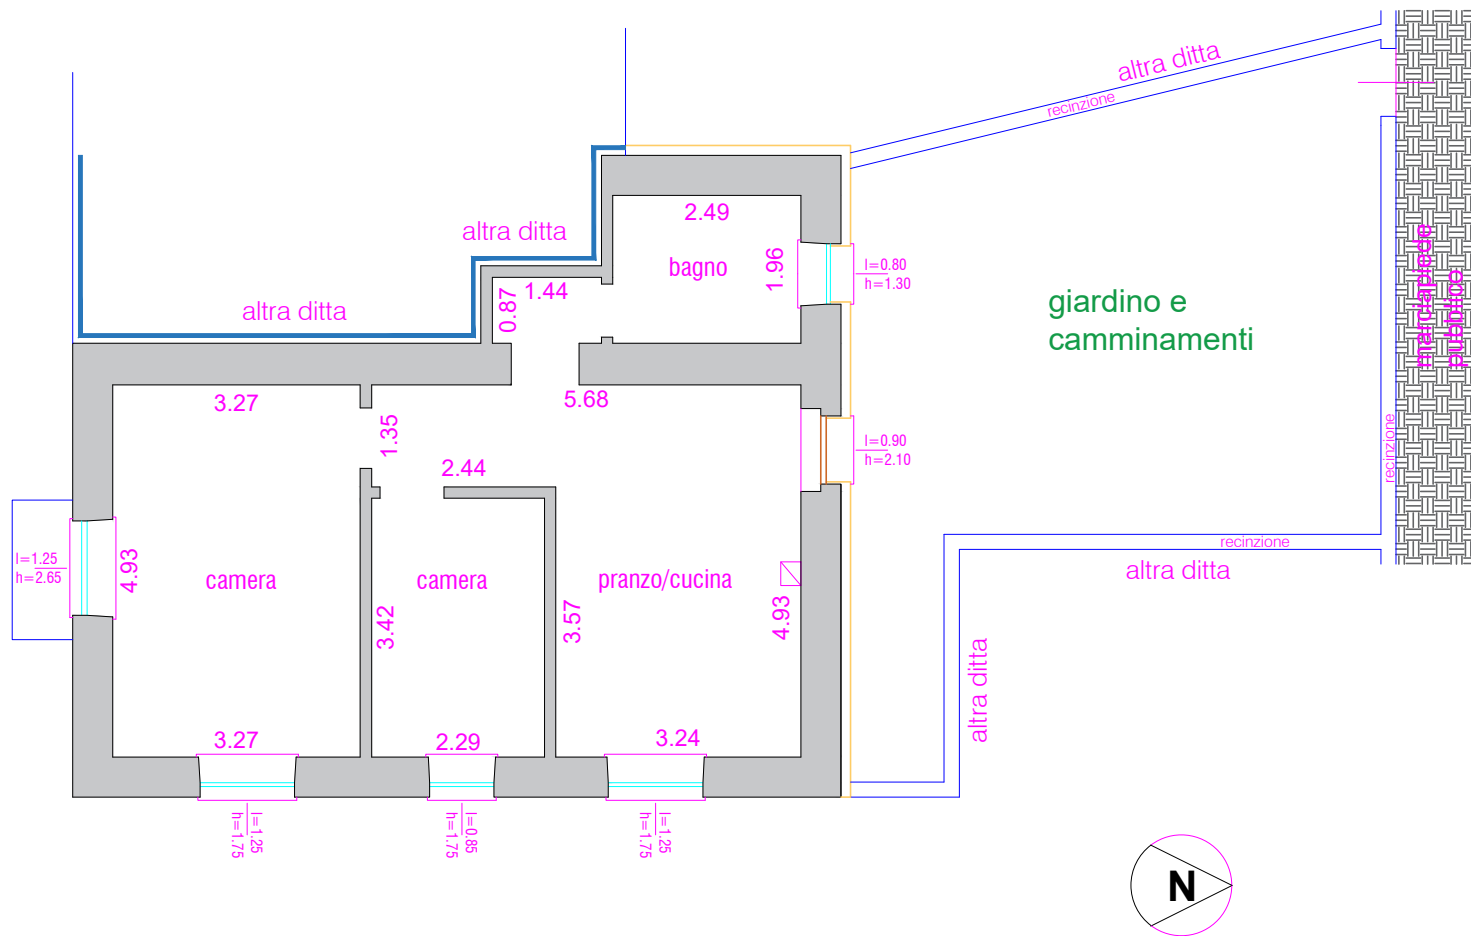 altra ditta
recinzione
altra ditta
2.49
altra ditta
bagno
1.96
l=0.80
h=1.30
1.44
0.87
giardino e
camminamenti
marciapiede
pubblico
3.27
5.68
1.35
2.44
l=0.90
h=2.10
recinzione
recinzione
altra ditta
l=1.25
h=2.65
4.93
camera
camera
pranzo/cucina
3.42
3.57
4.93
altra ditta
3.27
2.29
3.24
l=1.25
h=1.75
l=0.85
h=1.75
l=1.25
h=1.75
N